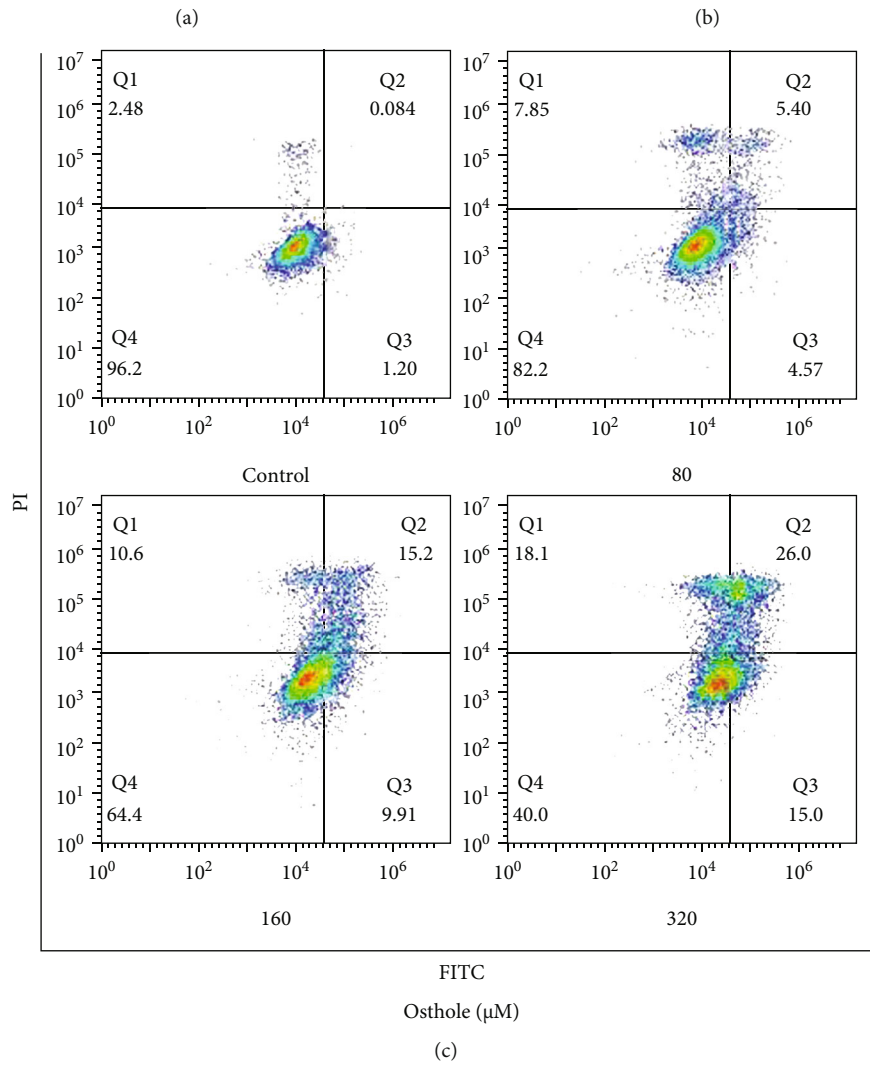 (a) (b)
10⁷ 10⁷
Q1 Q2 Q1 Q2
2.48 0.084 7.85 5.40
10⁶ 10⁶
10⁵ 10⁵
10⁴ 10⁴
10³ 10³
10² 10²
Q4 Q3 Q4 Q3
10¹ 10¹
96.2 1.20 82.2 4.57
10⁰ 10⁰
10⁰ 10² 10⁴ 10⁶ 10⁰ 10² 10⁴ 10⁶
Control 80
PI
10⁷ 10⁷
Q1 Q2 Q1 Q2
10⁶ 10.6 15.2 10⁶ 18.1 26.0
10⁵ 10⁵
10⁴ 10⁴
10³ 10³
10² 10²
Q4 Q3 Q4 Q3
10¹ 10¹
64.4 9.91 40.0 15.0
10⁰ 10⁰
10⁰ 10² 10⁴ 10⁶ 10⁰ 10² 10⁴ 10⁶
160 320
FITC
Osthole (μM)
(c)